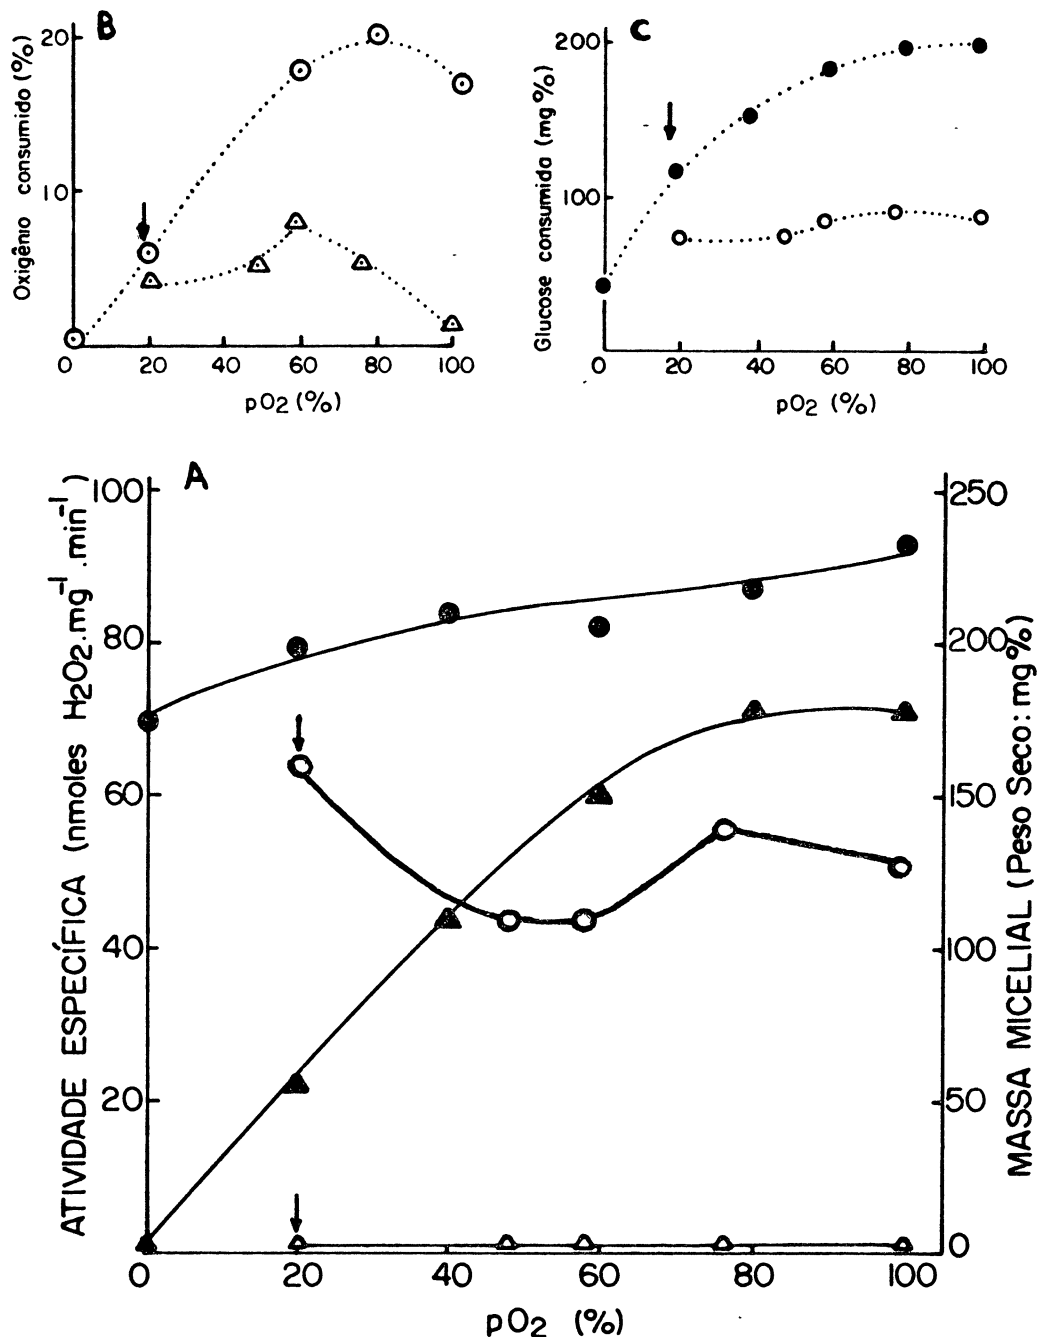 B
Oxigênio consumido (%)
20
10
0 20 40 60 80 100
pO2 (%)
C
Glucose consumida (mg %)
200
100
0 20 40 60 80 100
pO2 (%)
A
ATIVIDADE ESPECÍFICA (nmoles H2O2.mg-1.min-1)
100
80
60
40
20
MASSA MICELIAL (Peso Seco: mg%)
250
200
150
100
50
0
0 20 40 60 80 100
pO2 (%)